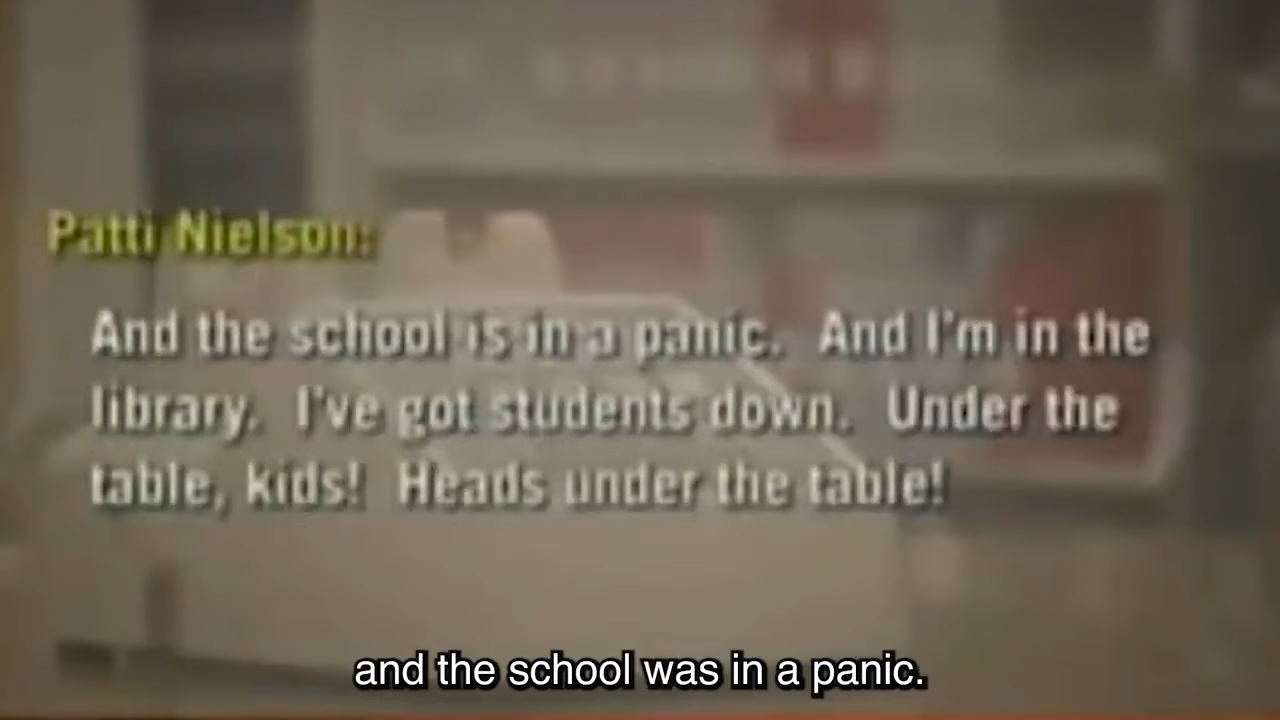 Patti Nielson:
And the school is in a panic. And I'm in the
library. I've got students down. Under the
table, kids! Heads under the table!
and the school was in a panic.